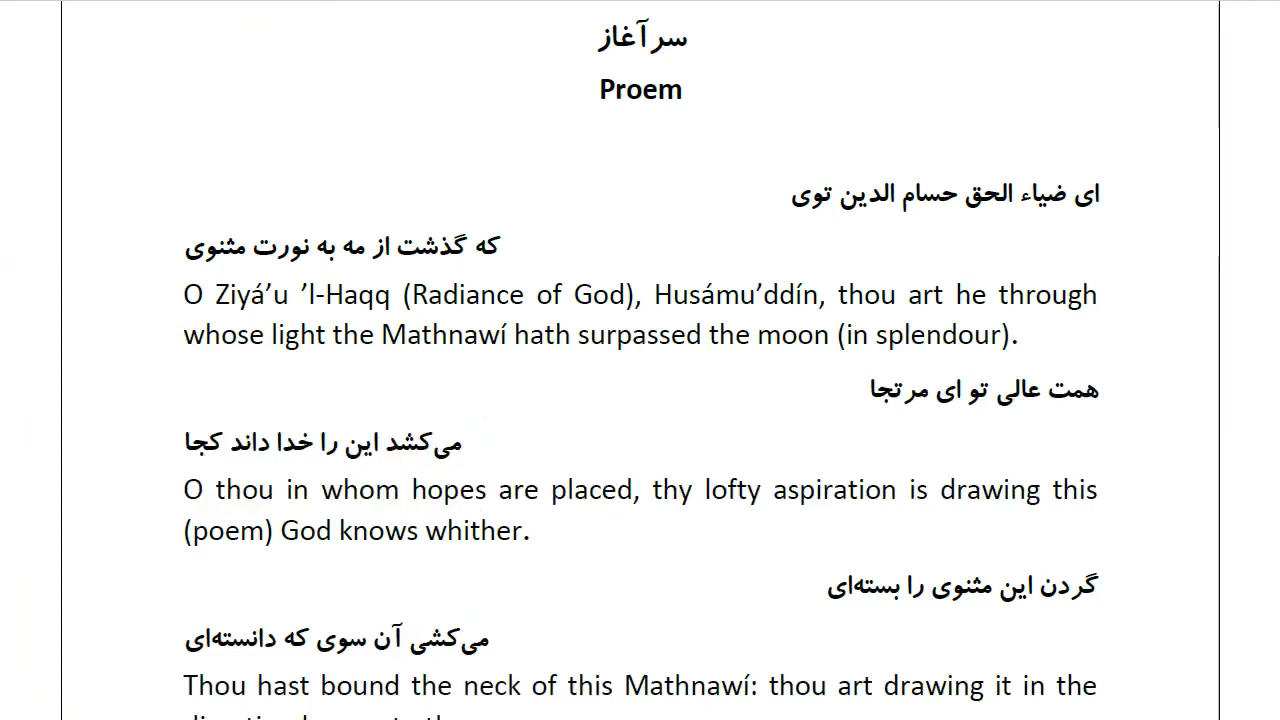 سر آغاز
Proem
ای ضیاء الحق حسام الدین توی
که گذشت از مه به نورت مثنوی
O Ziyá’u ’l-Haqq (Radiance of God), Husámu’ddín, thou art he through
whose light the Mathnawí hath surpassed the moon (in splendour).
همت عالی تو ای مرتجا
می‌کشد این را خدا داند کجا
O thou in whom hopes are placed, thy lofty aspiration is drawing this
(poem) God knows whither.
گردن این مثنوی را بسته‌ای
می‌کشی آن سوی که دانسته‌ای
Thou hast bound the neck of this Mathnawí: thou art drawing it in the